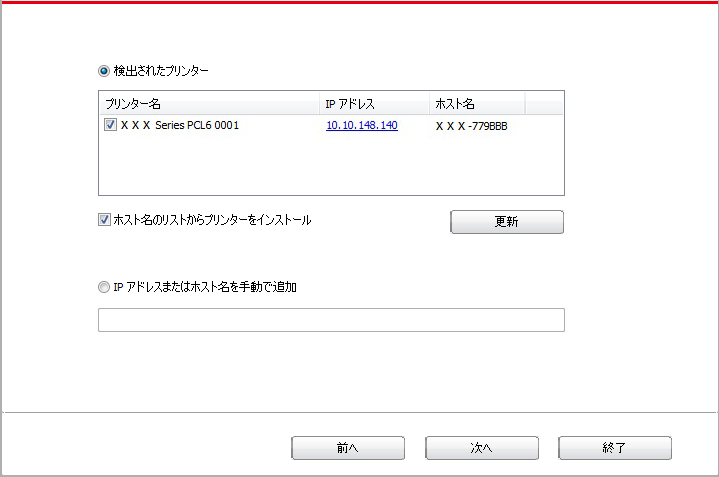 検出されたプリンター
プリンター名 IP アドレス ホスト名
X X X Series PCL6 0001 10.10.148.140 X X X -779BBB
ホスト名のリストからプリンターをインストール 更新
IP アドレスまたはホスト名を手動で追加
前へ 次へ 終了